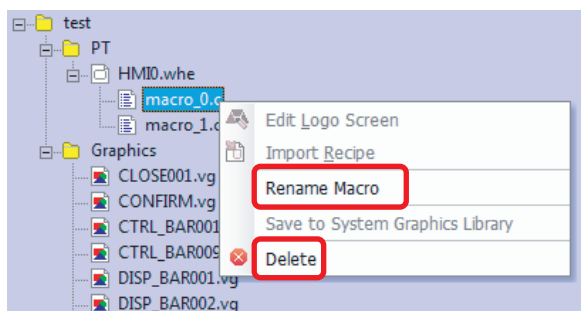 test
PT
HMI0.whe
macro_0.c
macro_1.c
Graphics
CLOSE001.vg
CONFIRM.vg
CTRL_BAR001
CTRL_BAR009
DISP_BAR001.vg
DISP_BAR002.vg
Edit Logo Screen
Import Recipe
Rename Macro
Save to System Graphics Library
Delete